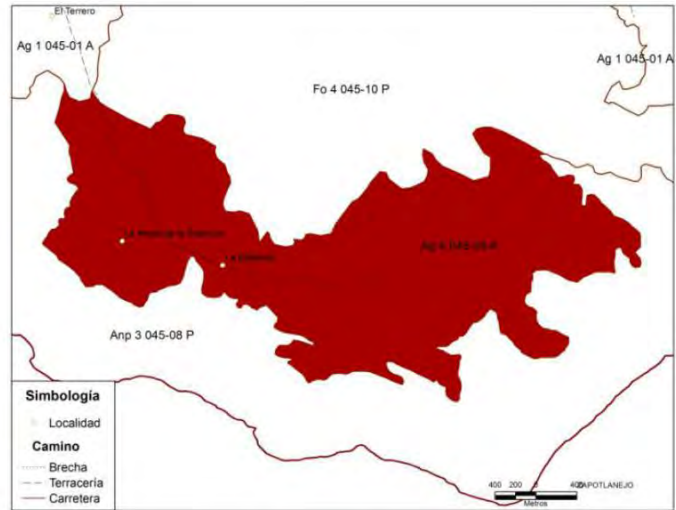 El Terrero
Ag 1 045-01 A
Fo 4 045-10 P
Ag 1 045-01 A
Anp 3 045-08 P
Simbología
Localidad
Camino
Brecha
Terracería
Carretera
400 200 0 400
ZAPOTLANEJO
Metros